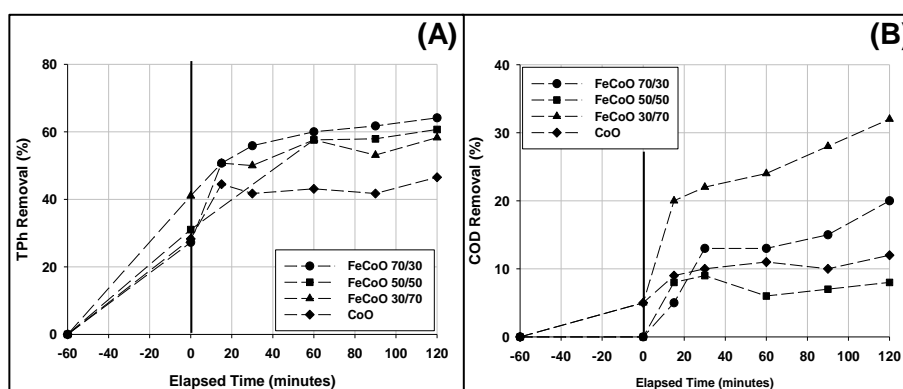 (A)
TPh Removal (%)
80
60
40
20
0
FeCoO 70/30
FeCoO 50/50
FeCoO 30/70
CoO
-60 -40 -20 0 20 40 60 80 100 120
Elapsed Time (minutes)
(B)
COD Removal (%)
40
30
20
10
0
FeCoO 70/30
FeCoO 50/50
FeCoO 30/70
CoO
-60 -40 -20 0 20 40 60 80 100 120
Elapsed Time (minutes)